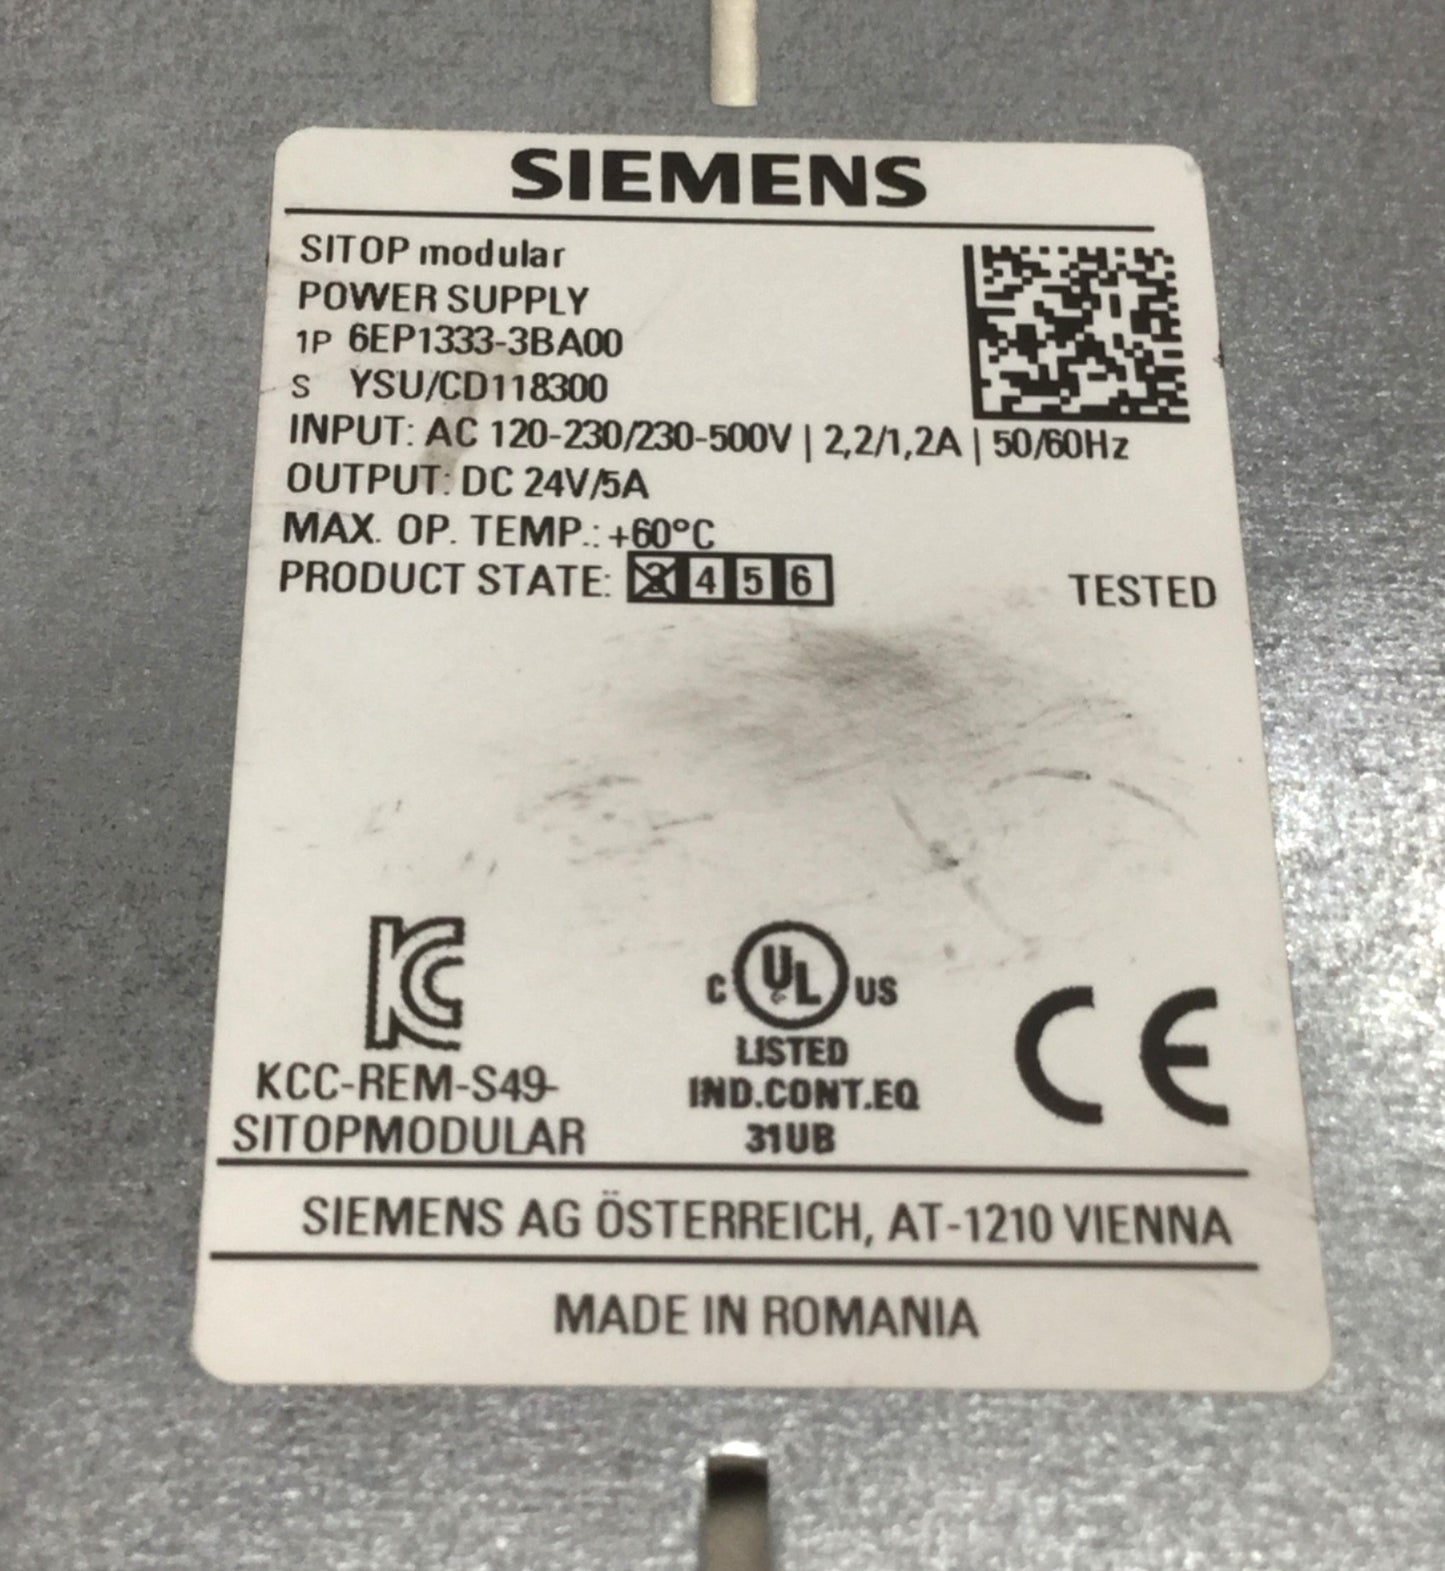 SIEMENS
SITOP modular
POWER SUPPLY
1P 6EP1333-3BA00
S YSU/CD118300
INPUT: AC 120-230/230-500V | 2,2/1,2A | 50/60Hz
OUTPUT: DC 24V/5A
MAX. OP. TEMP.: +60°C
PRODUCT STATE: 3 4 5 6 TESTED
KC
C UL US
LISTED
IND.CONT.EQ
31UB
CE
KCC-REM-S49-
SITOPMODULAR
SIEMENS AG ÖSTERREICH, AT-1210 VIENNA
MADE IN ROMANIA